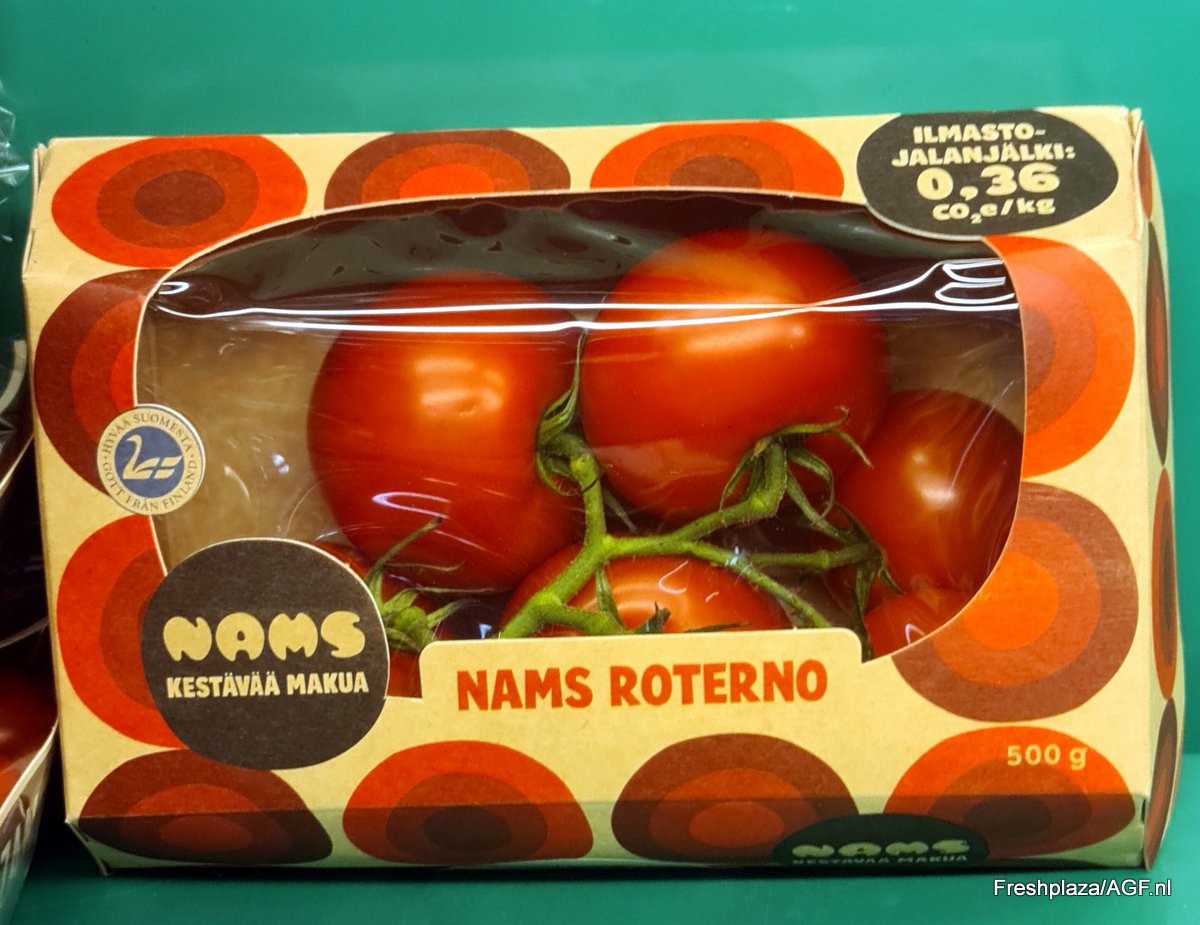 ILMASTO-
JALANJÄLKI:
0,36
CO₂e/kg
HYVÄÄ SUOMESTA
GOTT FRÅN FINLAND
NAMS
KESTÄVÄÄ MAKUA
NAMS ROTERNO
500 g
NAMS
KESTÄVÄÄ MAKUA
Freshplaza/AGF.nl